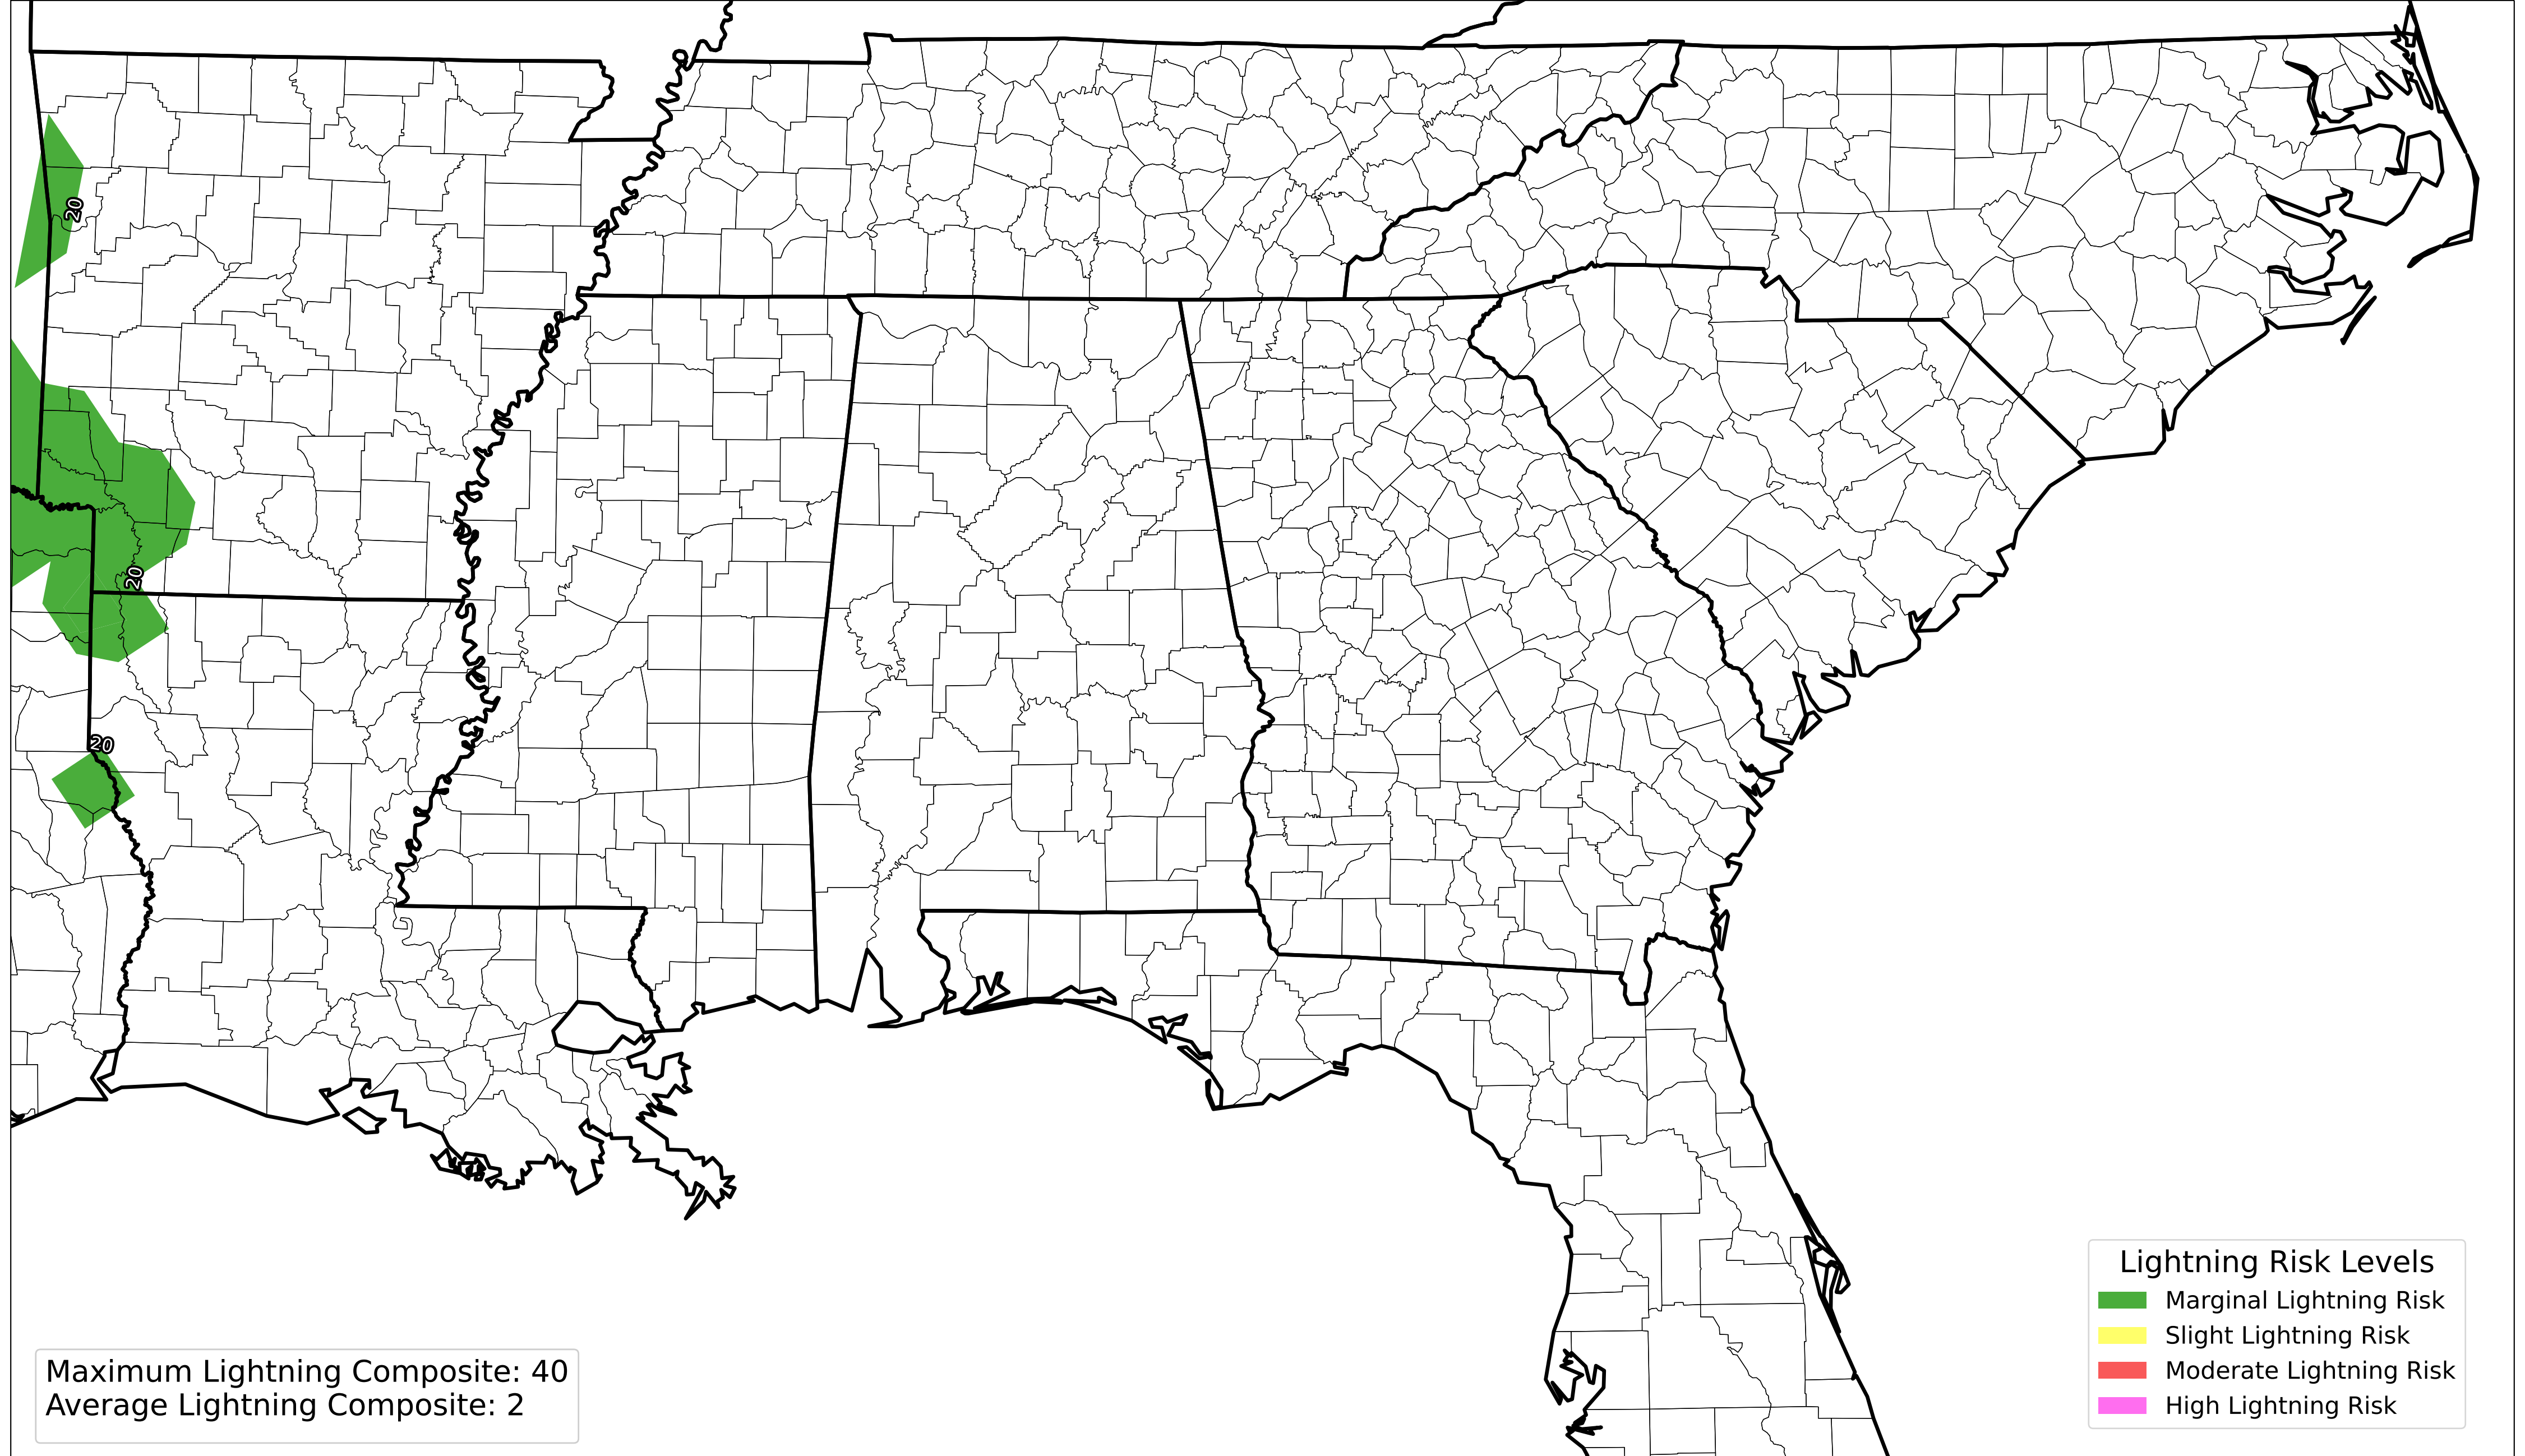 20
20
20
Lightning Risk Levels
Marginal Lightning Risk
Slight Lightning Risk
Moderate Lightning Risk
High Lightning Risk
Maximum Lightning Composite: 40
Average Lightning Composite: 2